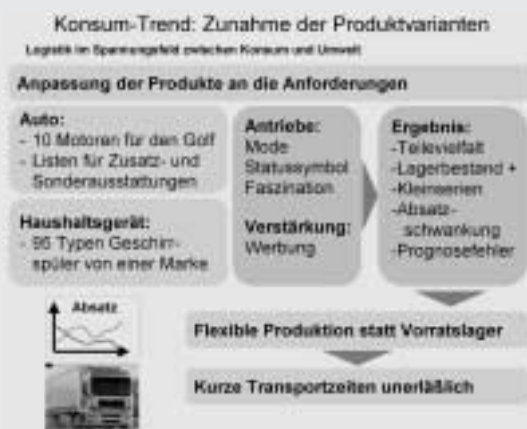 Konsum-Trend: Zunahme der Produktvarianten
Logistik im Spannungsfeld zwischen Konsum und Umwelt
Anpassung der Produkte an die Anforderungen
Auto:
- 10 Motoren für den Golf
- Listen für Zusatz- und
Sonderausstattungen
Haushaltsgerät:
- 95 Typen Geschirr-
spüler von einer Marke
Antriebe:
Mode
Statussymbol
Faszination
Verstärkung:
Werbung
Ergebnis:
-Teilevielfalt
-Lagerbestand +
-Kleinserien
-Absatz-
schwankung
-Prognosefehler
Absatz
Flexible Produktion statt Vorratslager
Kurze Transportzeiten unerläßlich